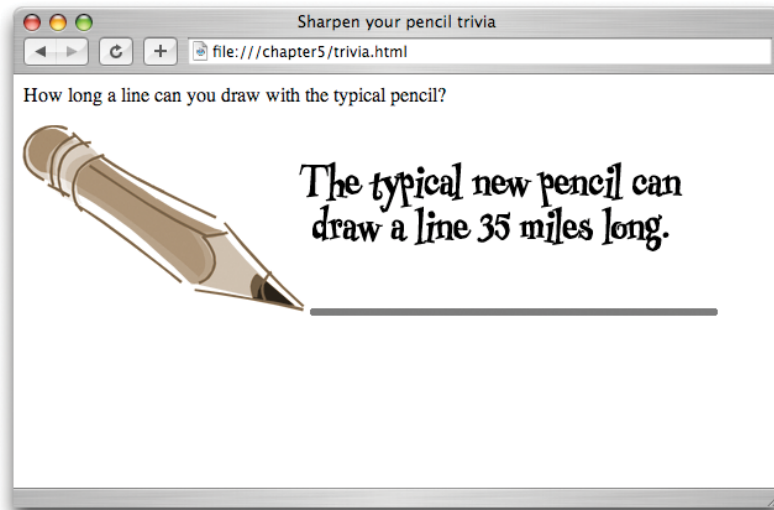 Sharpen your pencil trivia
file:///chapter5/trivia.html
How long a line can you draw with the typical pencil?
The typical new pencil can
draw a line 35 miles long.